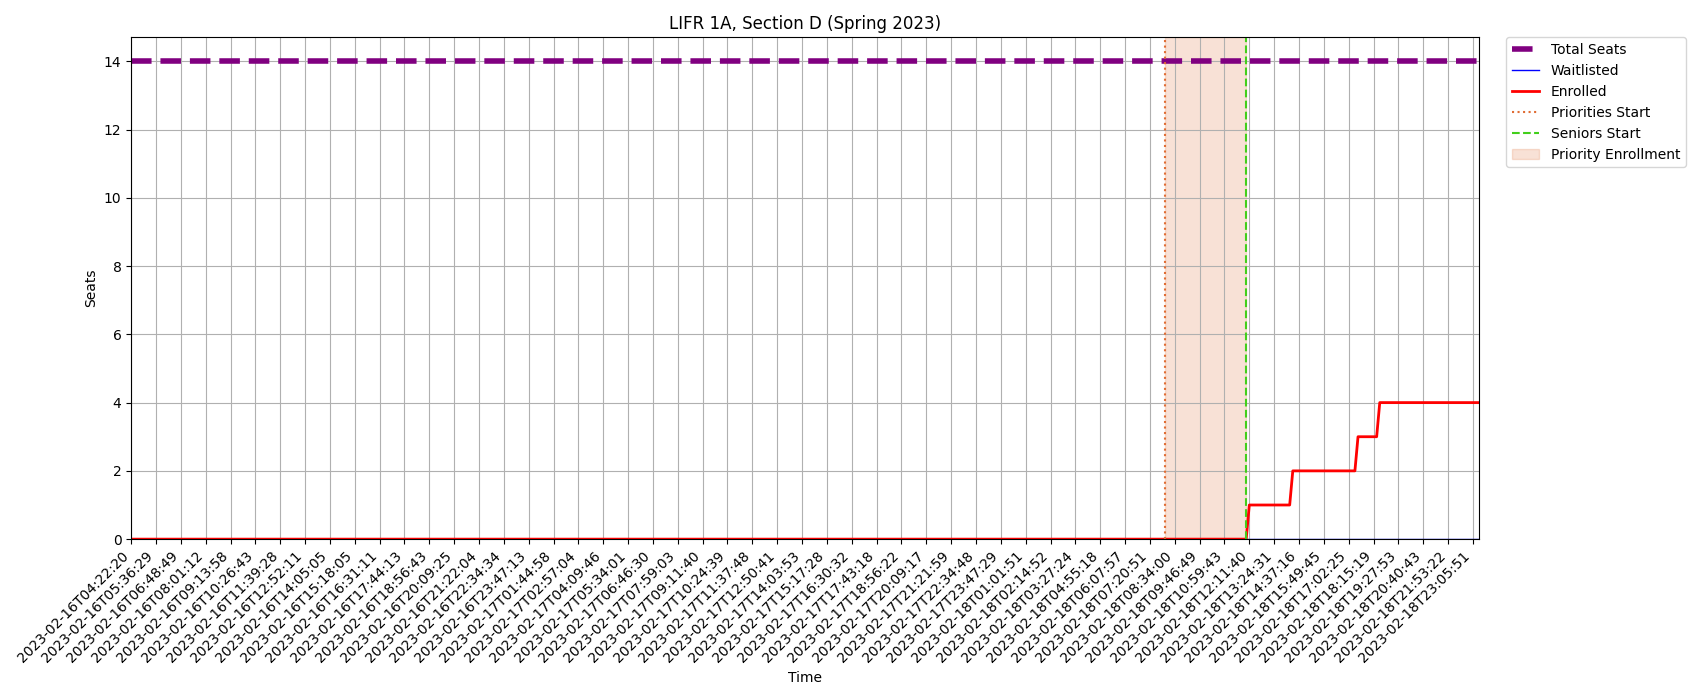 LIFR 1A, Section D (Spring 2023)
Total Seats
Waitlisted
Enrolled
Priorities Start
Seniors Start
Priority Enrollment
Seats
14
12
10
8
6
4
2
0
2023-02-16T04:22:20
2023-02-16T05:36:29
2023-02-16T06:48:49
2023-02-16T08:01:12
2023-02-16T09:13:58
2023-02-16T10:26:43
2023-02-16T11:39:28
2023-02-16T12:52:11
2023-02-16T14:05:05
2023-02-16T15:18:05
2023-02-16T16:31:11
2023-02-16T17:44:13
2023-02-16T18:56:43
2023-02-16T20:09:25
2023-02-16T21:22:04
2023-02-16T22:34:34
2023-02-16T23:47:13
2023-02-17T01:44:58
2023-02-17T02:57:04
2023-02-17T04:09:46
2023-02-17T05:34:01
2023-02-17T06:46:30
2023-02-17T07:59:03
2023-02-17T09:11:40
2023-02-17T10:24:39
2023-02-17T11:37:48
2023-02-17T12:50:41
2023-02-17T14:03:53
2023-02-17T15:17:28
2023-02-17T16:30:32
2023-02-17T17:43:18
2023-02-17T18:56:22
2023-02-17T20:09:17
2023-02-17T21:21:59
2023-02-17T22:34:48
2023-02-17T23:47:29
2023-02-18T01:01:51
2023-02-18T02:14:52
2023-02-18T03:27:24
2023-02-18T04:55:18
2023-02-18T06:07:57
2023-02-18T07:20:51
2023-02-18T08:34:00
2023-02-18T09:46:49
2023-02-18T10:59:43
2023-02-18T12:11:40
2023-02-18T13:24:31
2023-02-18T14:37:16
2023-02-18T15:49:45
2023-02-18T17:02:25
2023-02-18T18:15:19
2023-02-18T19:27:53
2023-02-18T20:40:43
2023-02-18T21:53:22
2023-02-18T23:05:51
Time